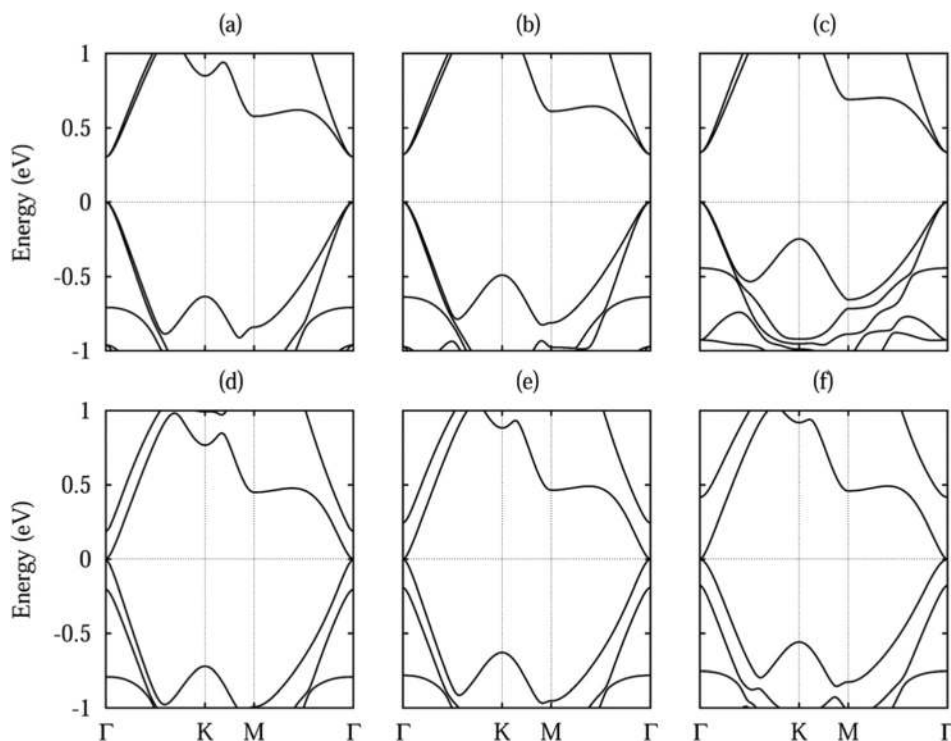 (a) (b) (c)
1
0.5
0
-0.5
-1
Energy (eV)
(d) (e) (f)
1
0.5
0
-0.5
-1
Energy (eV)
Γ K M Γ Γ K M Γ Γ K M Γ